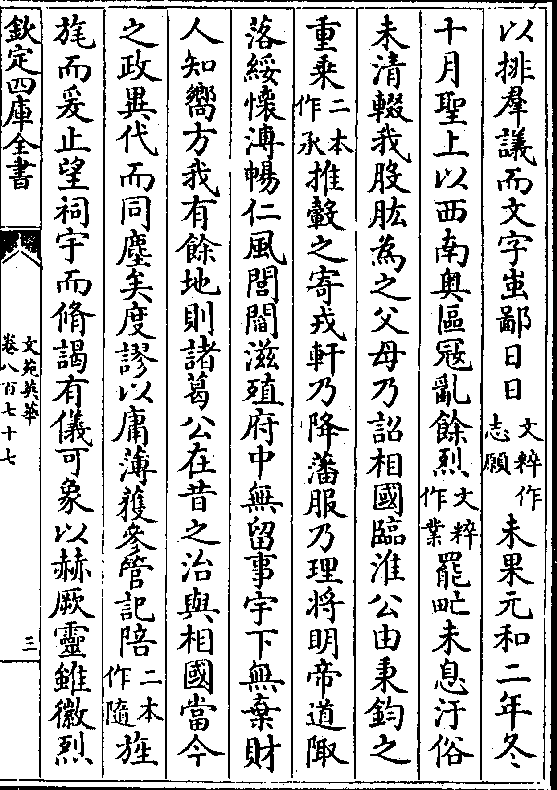 以排羣議而文字蚩鄙日日文粹作志願未果元和二年冬
十月聖上以西南奥區冦亂餘烈文粹作業罷甿未息汙俗
未清輟我股肱為之父母乃詔相國臨淮公由秉鈞之
重乘二本作承推轂之寄戎軒乃降藩服乃理將明帝道陬
落綏懷溥暢仁風閭閻滋殖府中無留事宇下無棄財
人知嚮方我有餘地則諸葛公在昔之治與相國當今
之政異代而同塵矣度謬以庸薄獲參管記陪二本作隨旌
旄而爰止望祠宇而脩謁有儀可象以赫厥靈雖徽烈
欽定四庫全書
文苑英華
卷八百七十七
三